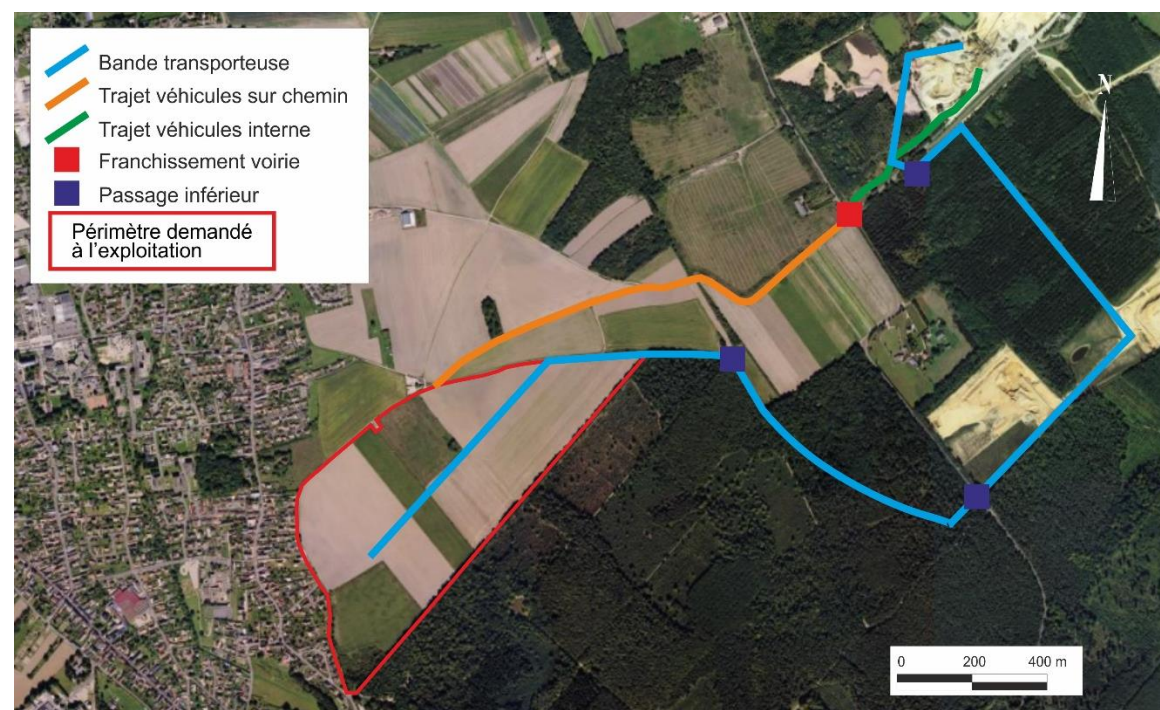 Bande transporteuse
Trajet véhicules sur chemin
Trajet véhicules interne
Franchissement voirie
Passage inférieur
Périmètre demandé
à l'exploitation
N
0 200 400 m